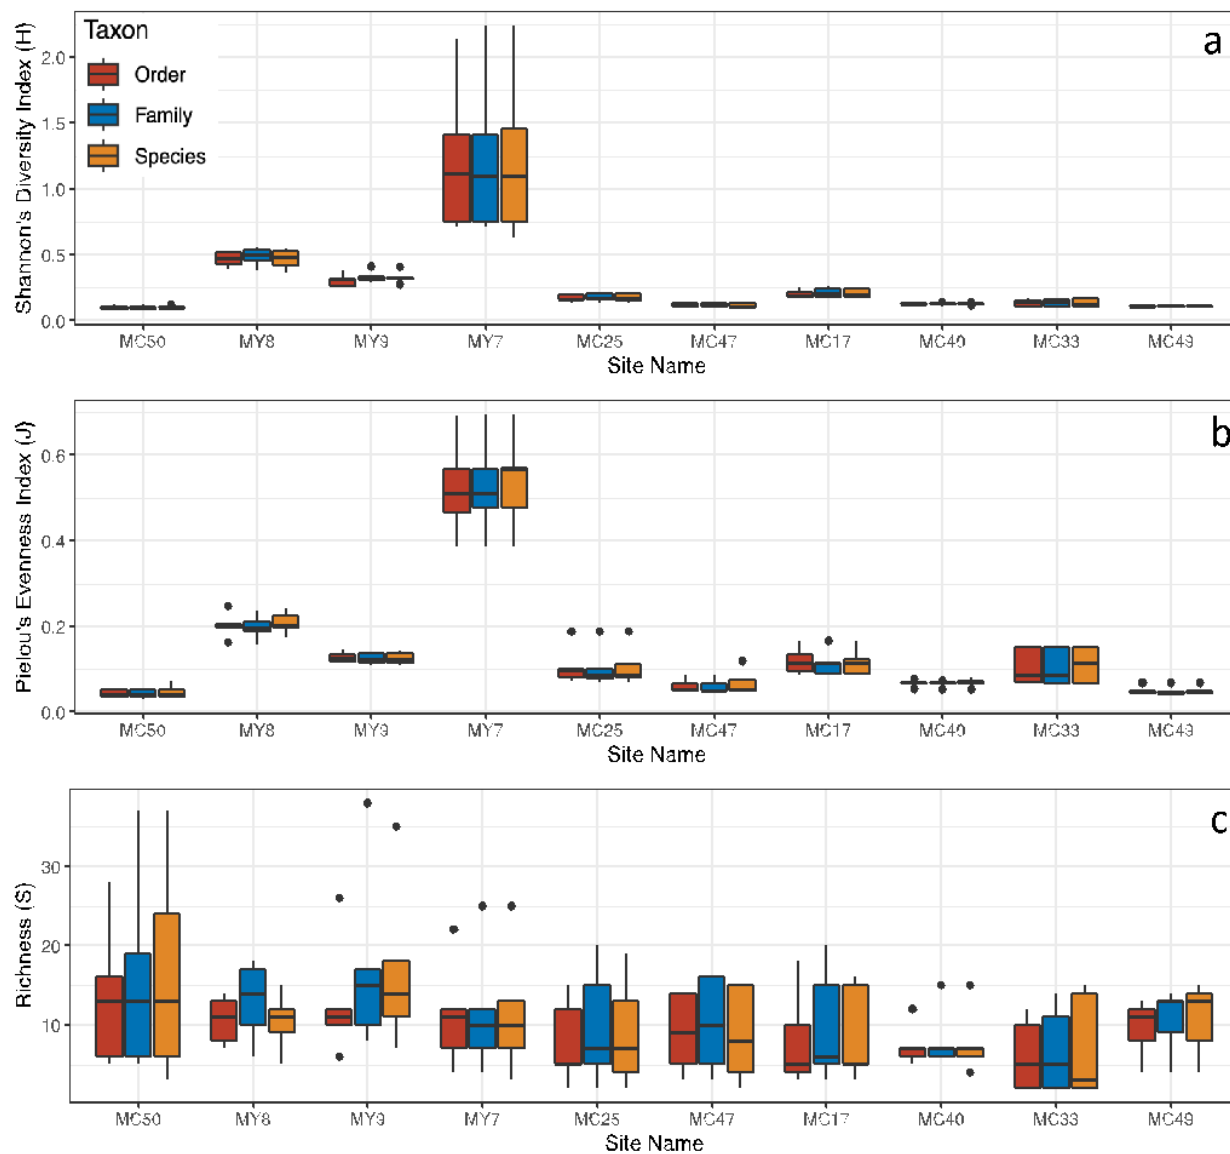 a
Taxon
Order
Family
Species
Shannon's Diversity Index (H)
2.0
1.5
1.0
0.5
0.0
MC50 MY8 MY9 MY7 MC25 MC47 MC17 MC40 MC33 MC49
Site Name
b
Pielou's Evenness Index (J)
0.6
0.4
0.2
0.0
MC50 MY8 MY9 MY7 MC25 MC47 MC17 MC40 MC33 MC49
Site Name
c
Richness (S)
30
20
10
MC50 MY8 MY9 MY7 MC25 MC47 MC17 MC40 MC33 MC49
Site Name